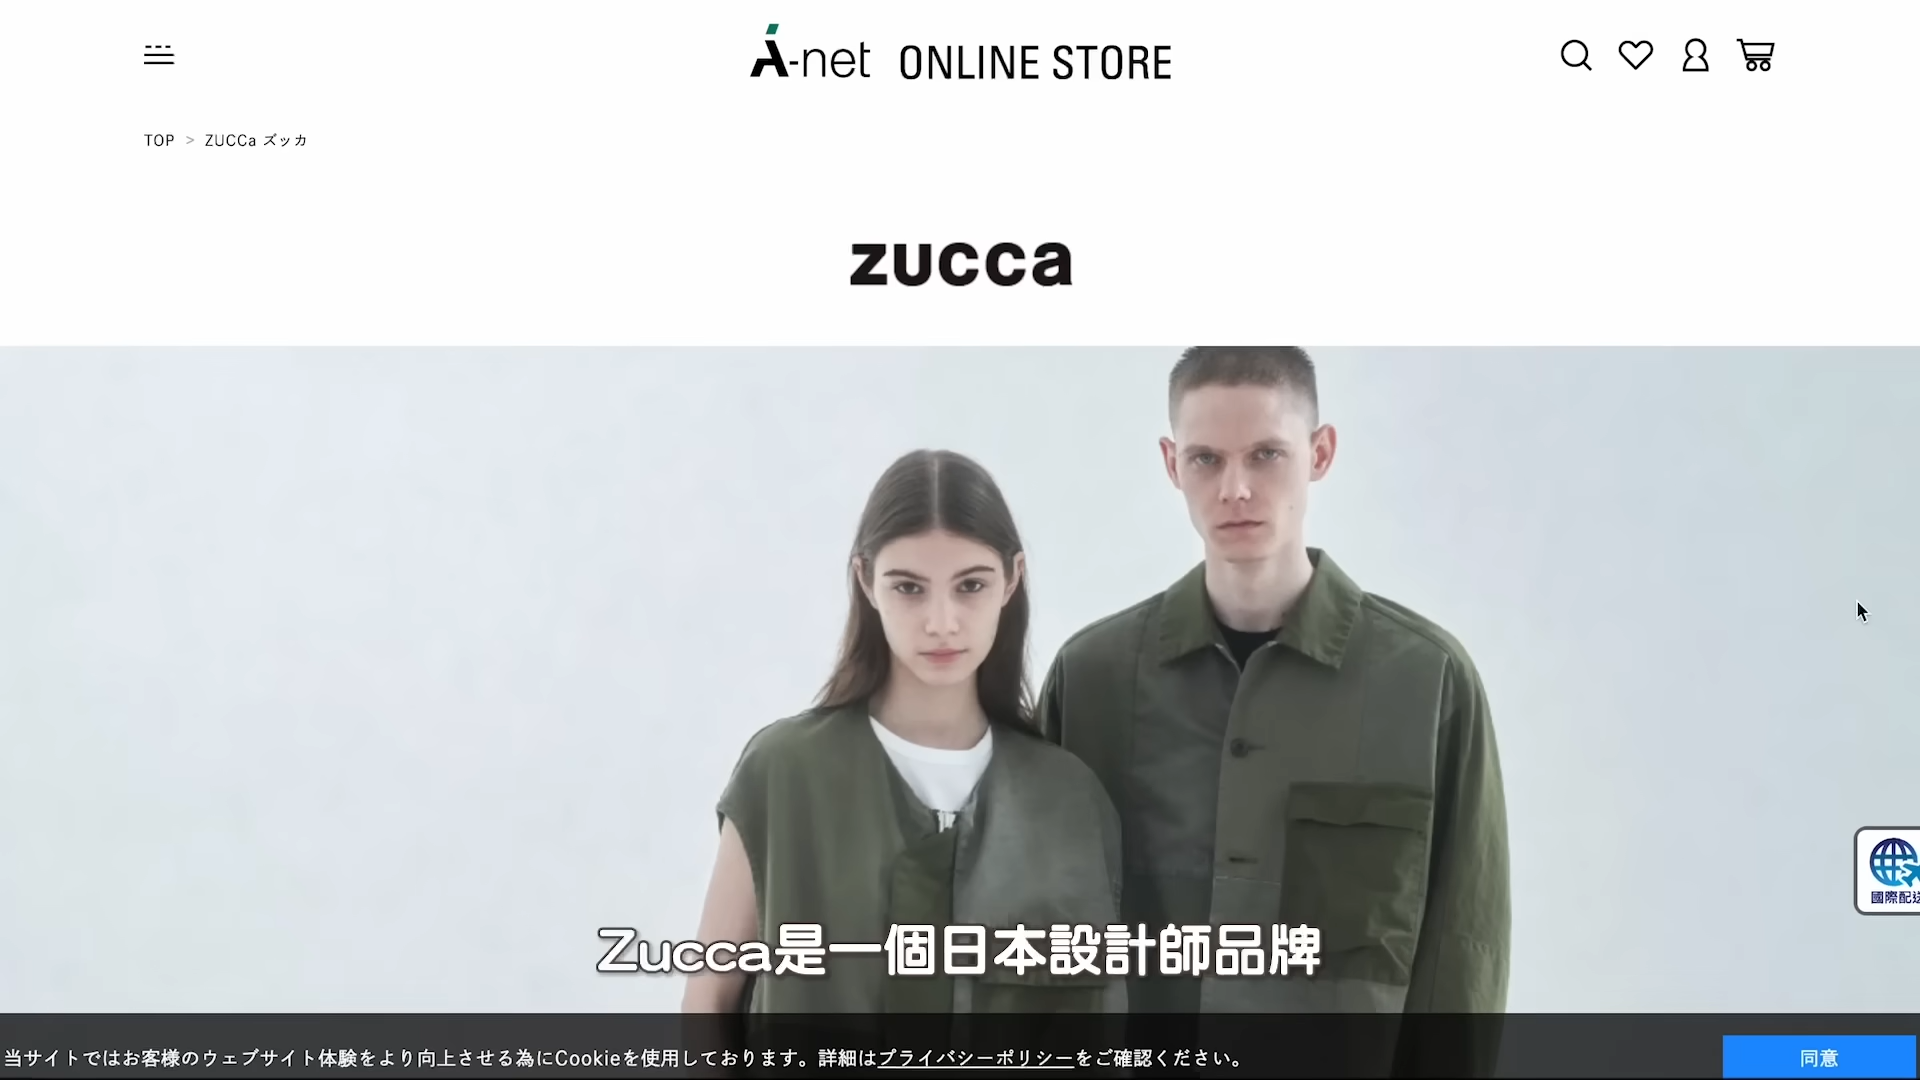 A-net ONLINE STORE
TOP > ZUCCa ズッカ
zucca
國際配送
Zucca是一個日本設計師品牌
当サイトではお客様のウェブサイト体験をより向上させる為にCookieを使用しております。詳細はプライバシーポリシーをご確認ください。
同意